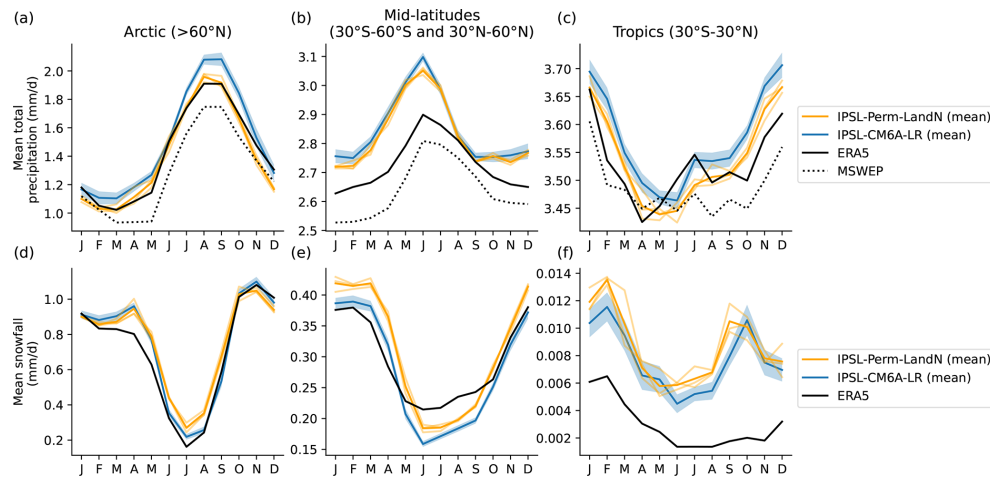 (a)
Arctic (>60°N)
(b)
Mid-latitudes
(30°S-60°S and 30°N-60°N)
(c)
Tropics (30°S-30°N)
Mean total
precipitation (mm/d)
2.0
1.8
1.6
1.4
1.2
1.0
J F M A M J J A S O N D
3.1
3.0
2.9
2.8
2.7
2.6
2.5
J F M A M J J A S O N D
3.70
3.65
3.60
3.55
3.50
3.45
J F M A M J J A S O N D
IPSL-Perm-LandN (mean)
IPSL-CM6A-LR (mean)
ERA5
MSWEP
(d)
Mean snowfall
(mm/d)
1.0
0.8
0.6
0.4
0.2
J F M A M J J A S O N D
(e)
0.40
0.35
0.30
0.25
0.20
0.15
J F M A M J J A S O N D
(f)
0.014
0.012
0.010
0.008
0.006
0.004
0.002
J F M A M J J A S O N D
IPSL-Perm-LandN (mean)
IPSL-CM6A-LR (mean)
ERA5